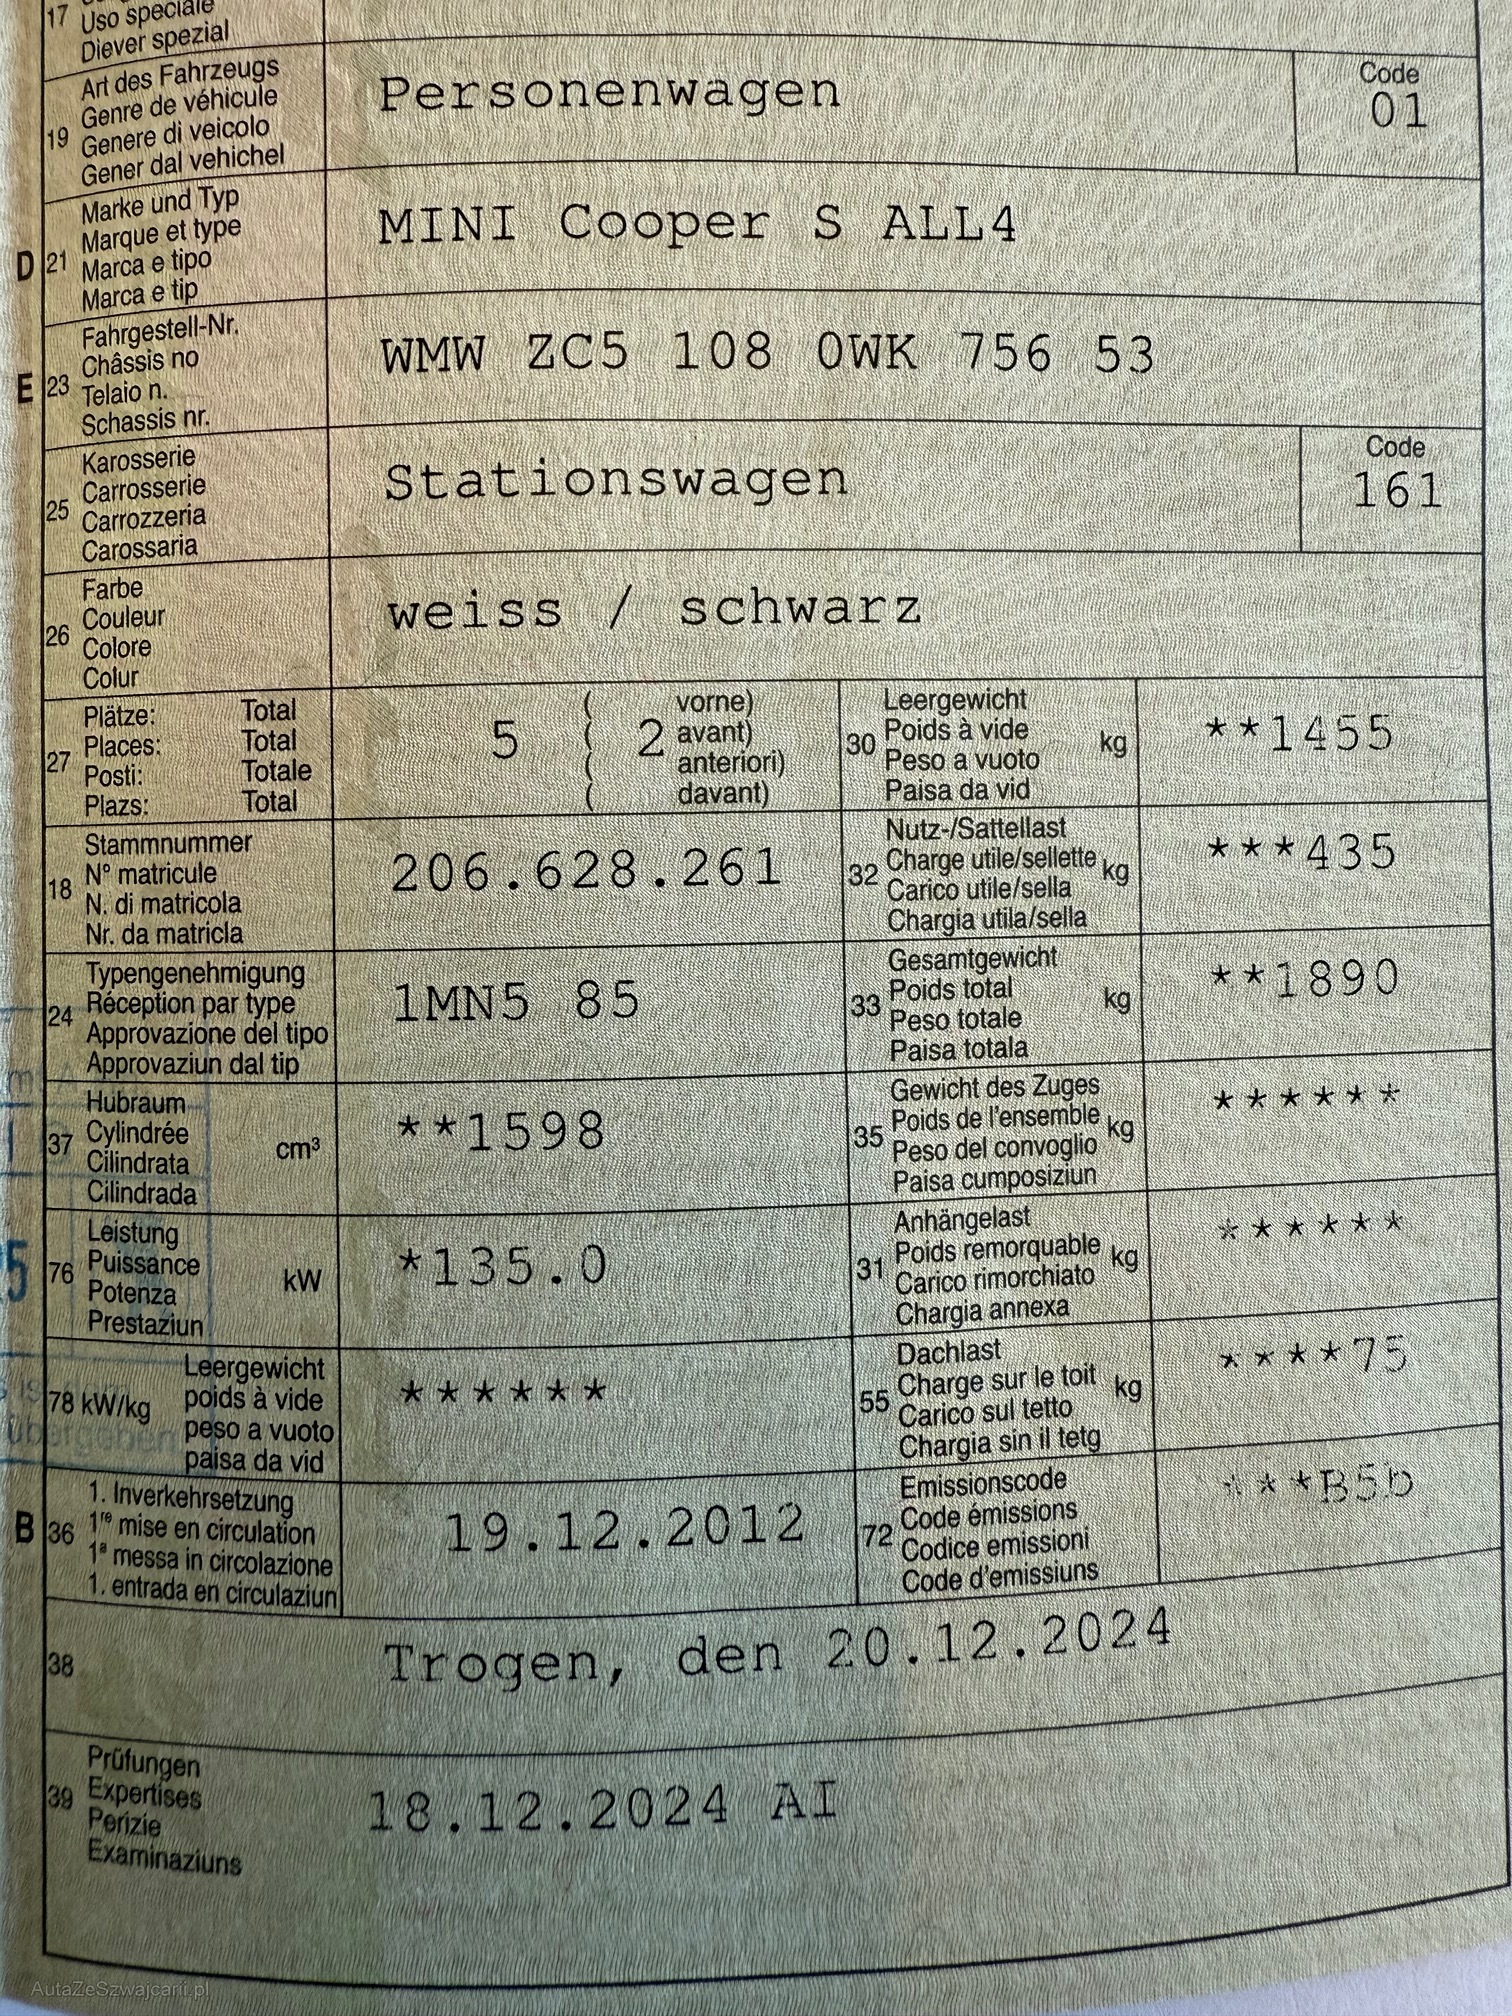 17 Uso speciale
Diever spezial
Art des Fahrzeugs
Genre de véhicule
19 Genere di veicolo
Gener dal vehichel
Personenwagen
Code
01
Marke und Typ
Marque et type
D 21 Marca e tipo
Marca e tip
MINI Cooper S ALL4
Fahrgestell-Nr.
Châssis no
E 23 Telaio n.
Schassis nr.
WMW ZC5 108 0WK 756 53
Karosserie
Carrosserie
25 Carrozzeria
Carossaria
Stationswagen
Code
161
Farbe
Couleur
26 Colore
Colur
weiss / schwarz
Plätze: Total
Places: Total
27 Posti: Totale
Plazs: Total
5 ( 2 vorne)
( avant)
( anteriori)
( davant)
Leergewicht
30 Poids à vide kg
Peso a vuoto
Paisa da vid
**1455
Stammnummer
N° matricule
18 N. di matricola
Nr. da matricla
206.628.261
Nutz-/Sattellast
32 Charge utile/sellette kg
Carico utile/sella
Chargia utila/sella
***435
Typengenehmigung
Réception par type
24 Approvazione del tipo
Approvaziun dal tip
1MN5 85
Gesamtgewicht
33 Poids total kg
Peso totale
Paisa totala
**1890
Hubraum
37 Cylindrée cm³
Cilindrata
Cilindrada
**1598
Gewicht des Zuges
35 Poids de l'ensemble kg
Peso del convoglio
Paisa cumposiziun
******
Leistung
76 Puissance kW
Potenza
Prestaziun
*135.0
Anhängelast
31 Poids remorquable kg
Carico rimorchiato
Chargia annexa
******
Leergewicht
78 kW/kg poids à vide
peso a vuoto
paisa da vid
******
Dachlast
55 Charge sur le toit kg
Carico sul tetto
Chargia sin il tetg
****75
1. Inverkehrsetzung
B 36 1re mise en circulation
1a messa in circolazione
1. entrada en circulaziun
19.12.2012
Emissionscode
72 Code émissions
Codice emissioni
Code d'emissiuns
***B5b
38 Trogen, den 20.12.2024
Prüfungen
39 Expertises
Perizie
Examinaziuns
18.12.2024 AI
übergeben
AutaZeSzwajcarii.pl